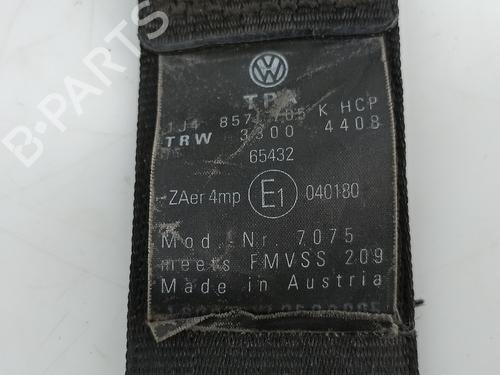 B-PARTS
VW
TRW 3300 4408
1J4 857 705 K HCP
65432
ZAer 4mp E1 040180
Mod. Nr. 7075
meets FMVSS 209
Made in Austria